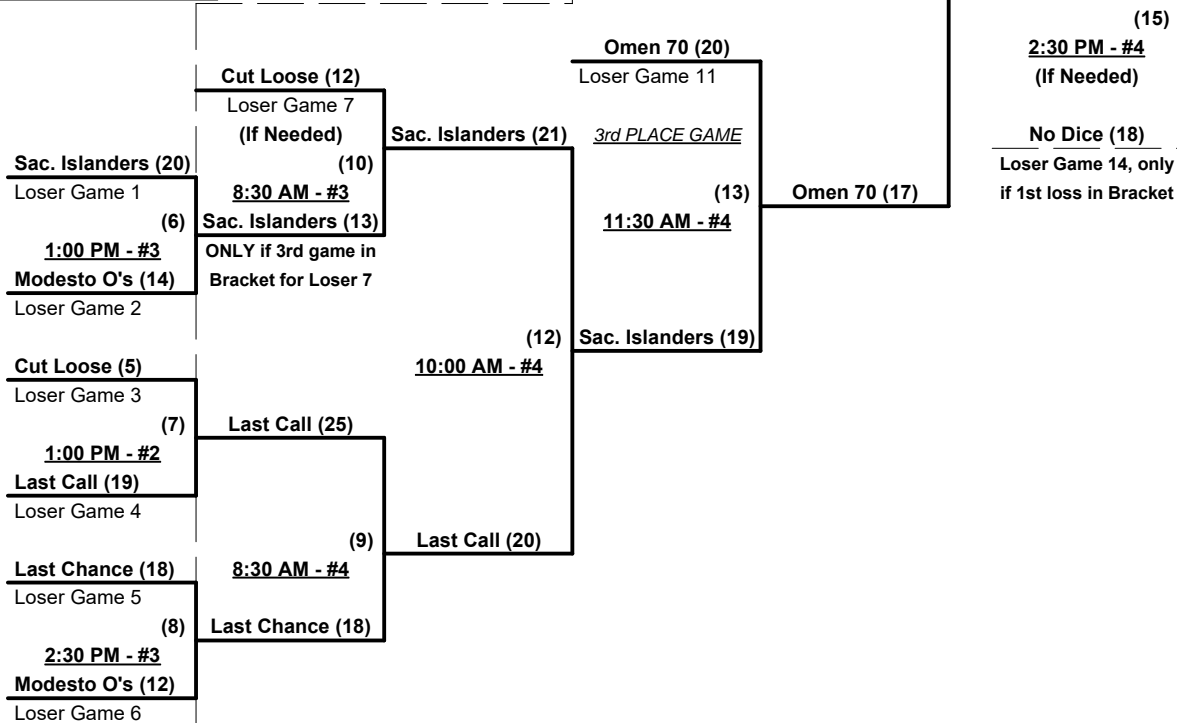 (15)
2:30 PM - #4
(If Needed)
No Dice (18)
Loser Game 14, only
if 1st loss in Bracket
Omen 70 (20)
Loser Game 11
3rd PLACE GAME
(13)
11:30 AM - #4
Omen 70 (17)
Cut Loose (12)
Loser Game 7
(If Needed)
(10)
8:30 AM - #3
Sac. Islanders (21)
Sac. Islanders (20)
Loser Game 1
(6)
1:00 PM - #3
Modesto O's (14)
Loser Game 2
Sac. Islanders (13)
ONLY if 3rd game in
Bracket for Loser 7
(12)
10:00 AM - #4
Sac. Islanders (19)
Cut Loose (5)
Loser Game 3
(7)
1:00 PM - #2
Last Call (19)
Loser Game 4
Last Call (25)
(9)
8:30 AM - #4
Last Call (20)
Last Chance (18)
Loser Game 5
(8)
2:30 PM - #3
Modesto O's (12)
Loser Game 6
Last Chance (18)